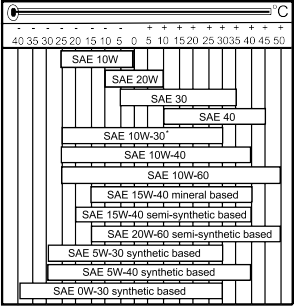 °C
- - - - - - - - + + + + + + + + + +
40 35 30 25 20 15 10 5 0 5 10 15 20 25 30 35 40 45 50
SAE 10W
SAE 20W
SAE 30
SAE 40
SAE 10W-30*
SAE 10W-40
SAE 10W-60
SAE 15W-40 mineral based
SAE 15W-40 semi-synthetic based
SAE 20W-60 semi-synthetic based
SAE 5W-30 synthetic based
SAE 5W-40 synthetic based
SAE 0W-30 synthetic based